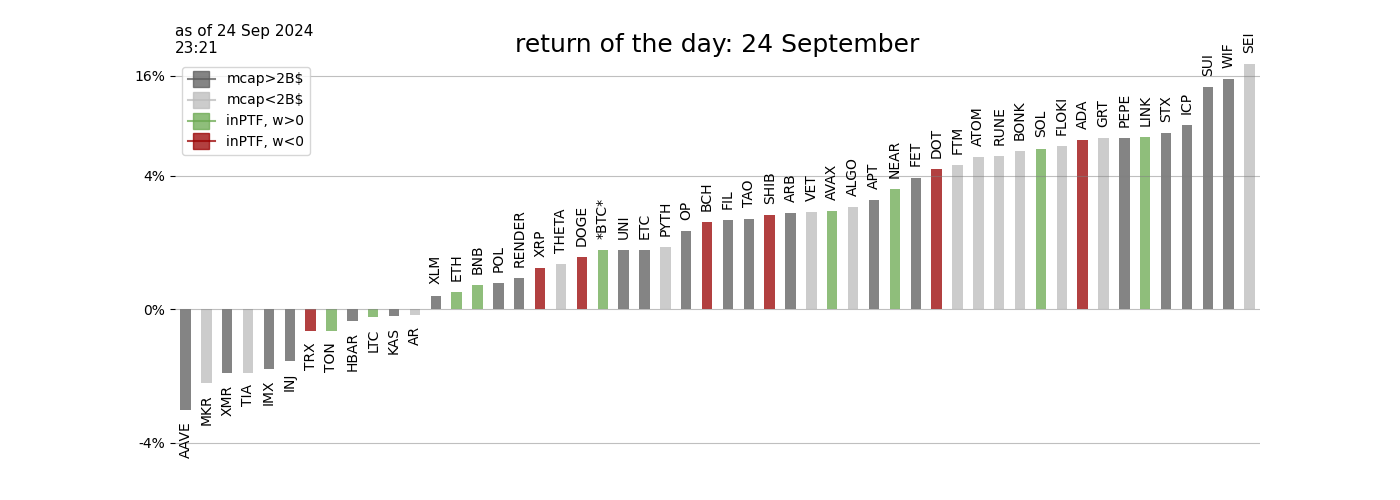 as of 24 Sep 2024
23:21
return of the day: 24 September
16%
4%
0%
-4%
mcap>2B$
mcap<2B$
inPTF, w>0
inPTF, w<0
AAVE
MKR
XMR
TIA
IMX
INJ
TRX
TON
HBAR
LTC
KAS
AR
XLM
ETH
BNB
POL
RENDER
XRP
THETA
DOGE
*BTC*
UNI
ETC
PYTH
OP
BCH
FIL
TAO
SHIB
ARB
VET
AVAX
ALGO
APT
NEAR
FET
DOT
FTM
ATOM
RUNE
BONK
SOL
FLOKI
ADA
GRT
PEPE
LINK
STX
ICP
SUI
WIF
SEI